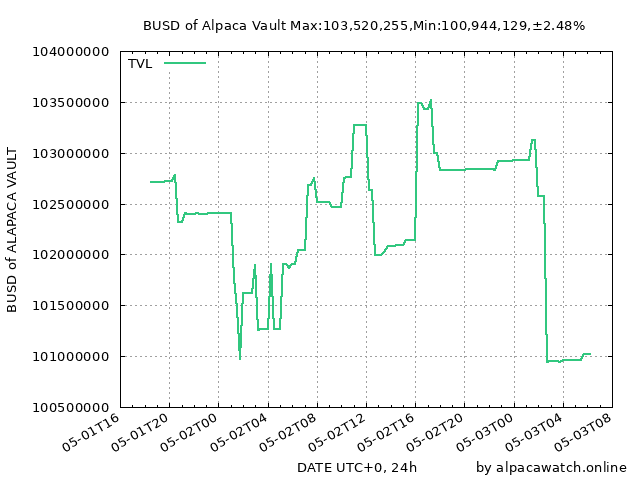 BUSD of Alpaca Vault Max:103,520,255,Min:100,944,129,±2.48%
TVL
104000000
103500000
103000000
102500000
102000000
101500000
101000000
100500000
BUSD of ALAPACA VAULT
05-01T16
05-01T20
05-02T00
05-02T04
05-02T08
05-02T12
05-02T16
05-02T20
05-03T00
05-03T04
05-03T08
DATE UTC+0, 24h
by alpacawatch.online